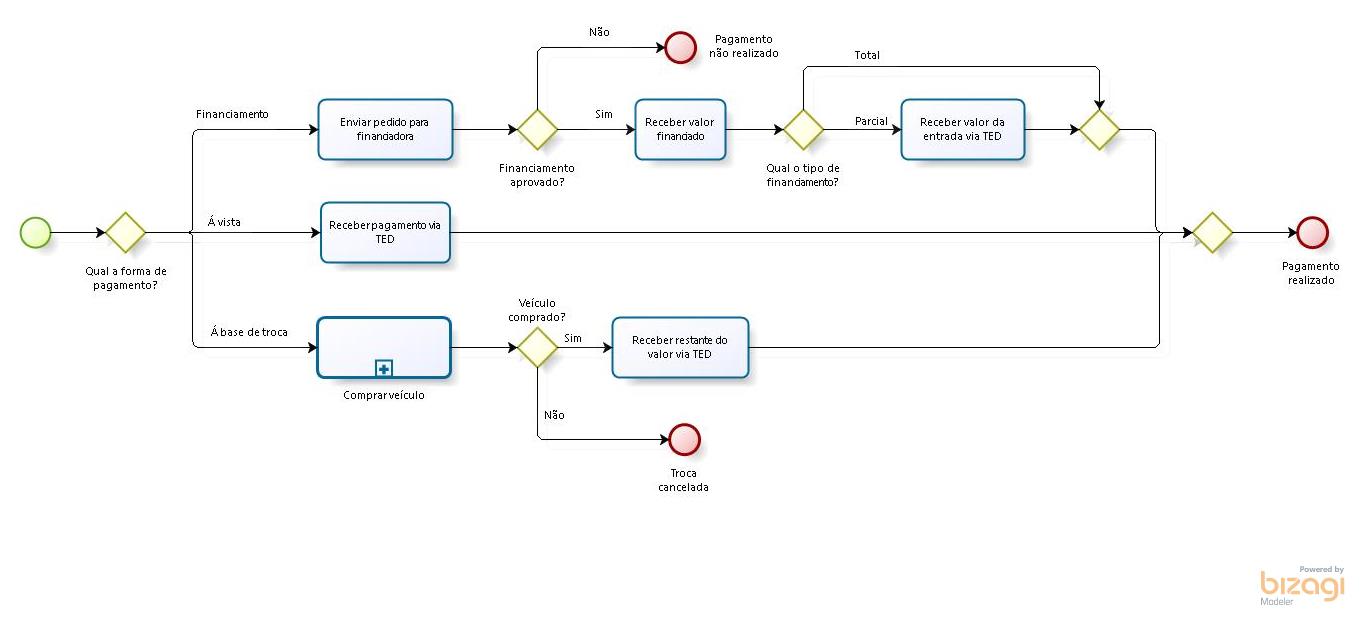 Não
Pagamento
não realizado
Total
Financiamento
Enviar pedido para
financiadora
Sim
Receber valor
financiado
Parcial
Receber valor da
entrada via TED
Financiamento
aprovado?
Qual o tipo de
financiamento?
Á vista
Receber pagamento via
TED
Qual a forma de
pagamento?
Pagamento
realizado
Veículo
comprado?
Á base de troca
Sim
Receber restante do
valor via TED
Comprar veículo
Não
Troca
cancelada
Powered by
bizagi
Modeler